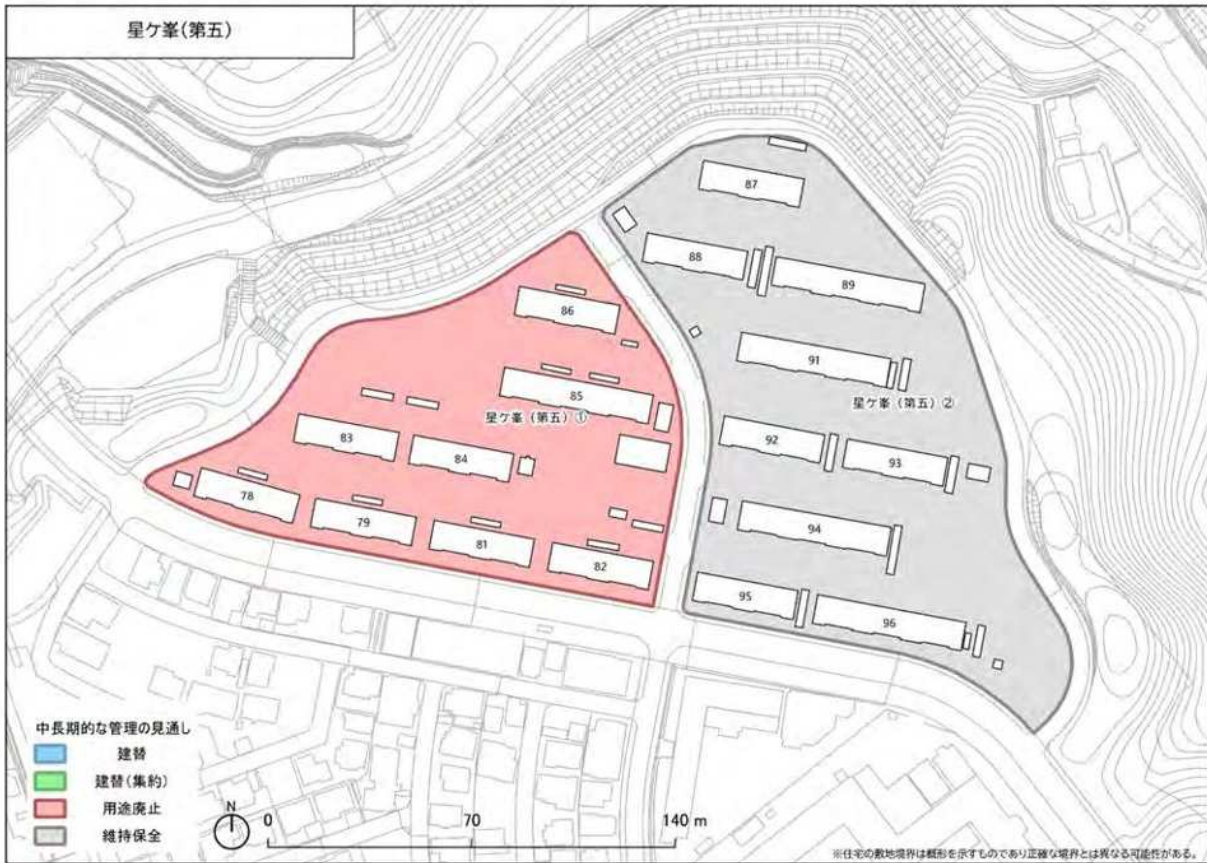 星ケ峯(第五)
87
88
89
86
91
85
星ケ峯(第五)①
星ケ峯(第五)②
92
93
83
84
78
79
81
82
94
95
96
中長期的な管理の見通し
建替
建替(集約)
用途廃止
維持保全
N
0 70 140 m
※住宅の敷地境界は概形を示すものであり正確な境界とは異なる可能性がある。